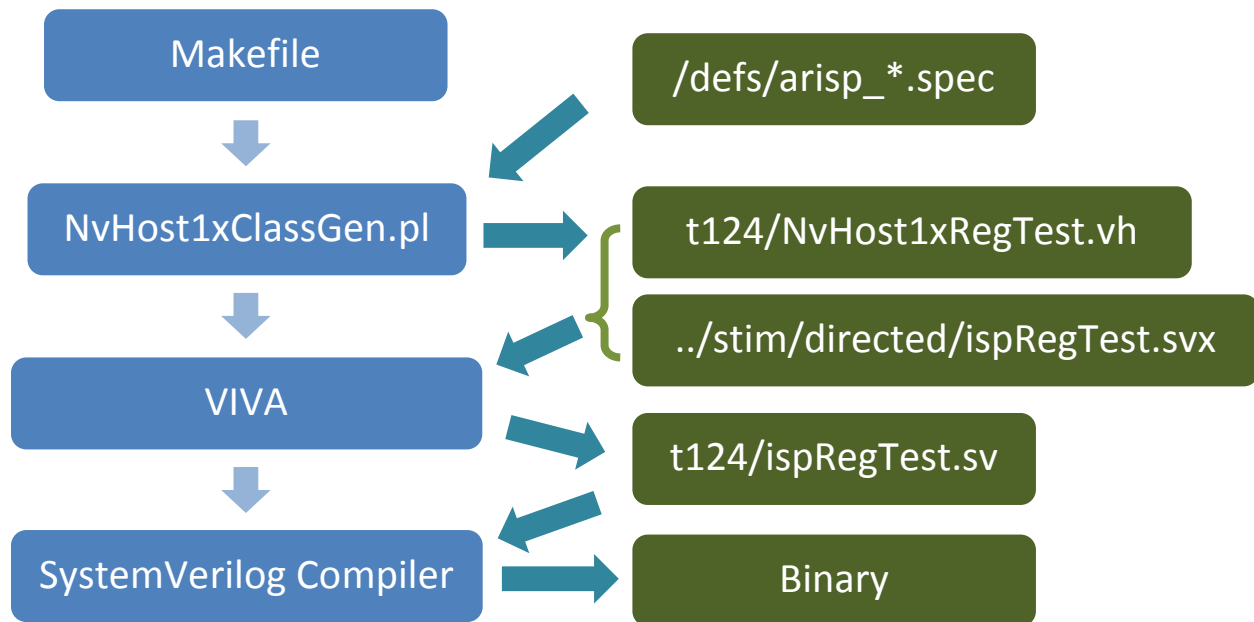 Makefile
/defs/arisp_*.spec
NvHost1xClassGen.pl
t124/NvHost1xRegTest.vh
../stim/directed/ispRegTest.svx
VIVA
t124/ispRegTest.sv
SystemVerilog Compiler
Binary